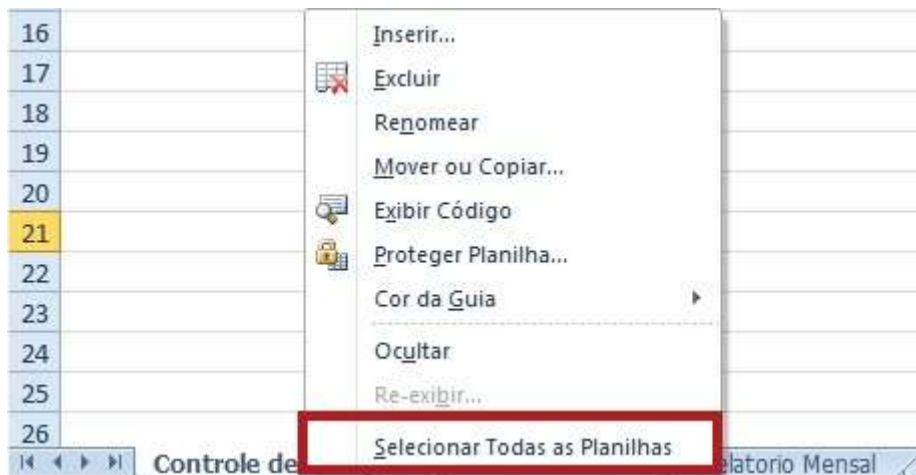 16
Inserir...
17
Excluir
18
Renomear
19
Mover ou Copiar...
20
Exibir Código
21
Proteger Planilha...
22
Cor da Guia
23
24
Ocultar
25
Re-exibir...
26
Selecionar Todas as Planilhas
Controle de
elatorio Mensal